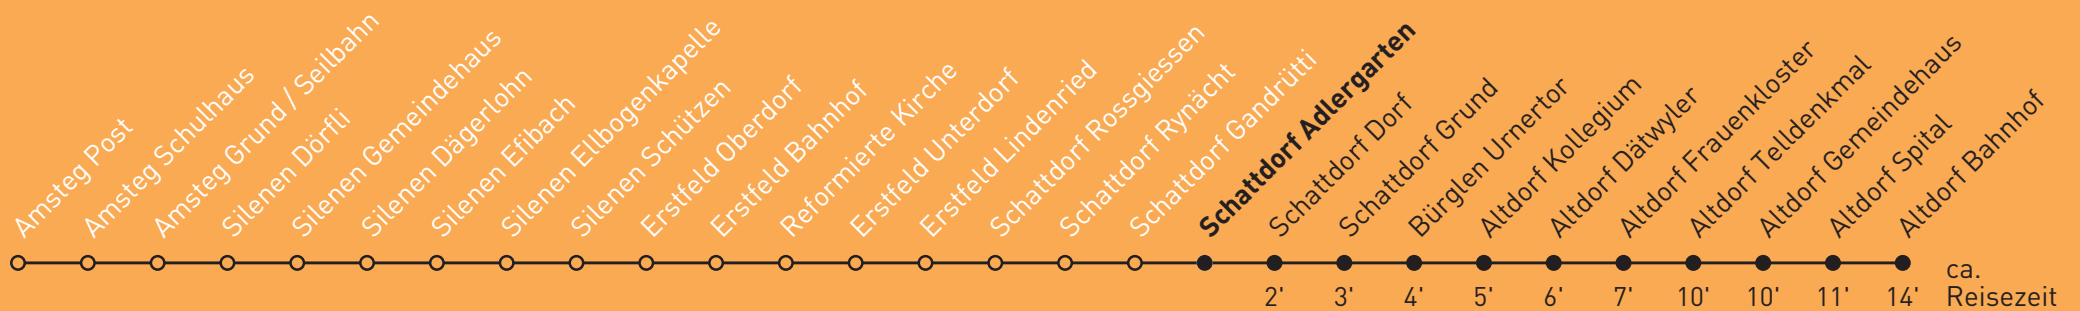 Amsteg Post
Amsteg Schulhaus
Amsteg Grund / Seilbahn
Silenen Dörfli
Silenen Gemeindehaus
Silenen Dägerlohn
Silenen Efibach
Silenen Ellbogenkapelle
Silenen Schützen
Erstfeld Oberdorf
Erstfeld Bahnhof
Reformierte Kirche
Erstfeld Unterdorf
Erstfeld Lindenried
Schattdorf Rossgiessen
Schattdorf Rynächt
Schattdorf Gandrütti
Schattdorf Adlergarten
Schattdorf Dorf
Schattdorf Grund
Bürglen Urnertor
Altdorf Kollegium
Altdorf Dätwyler
Altdorf Frauenkloster
Altdorf Telldenkmal
Altdorf Gemeindehaus
Altdorf Spital
Altdorf Bahnhof
ca.
2' 3' 4' 5' 6' 7' 10' 10' 11' 14' Reisezeit